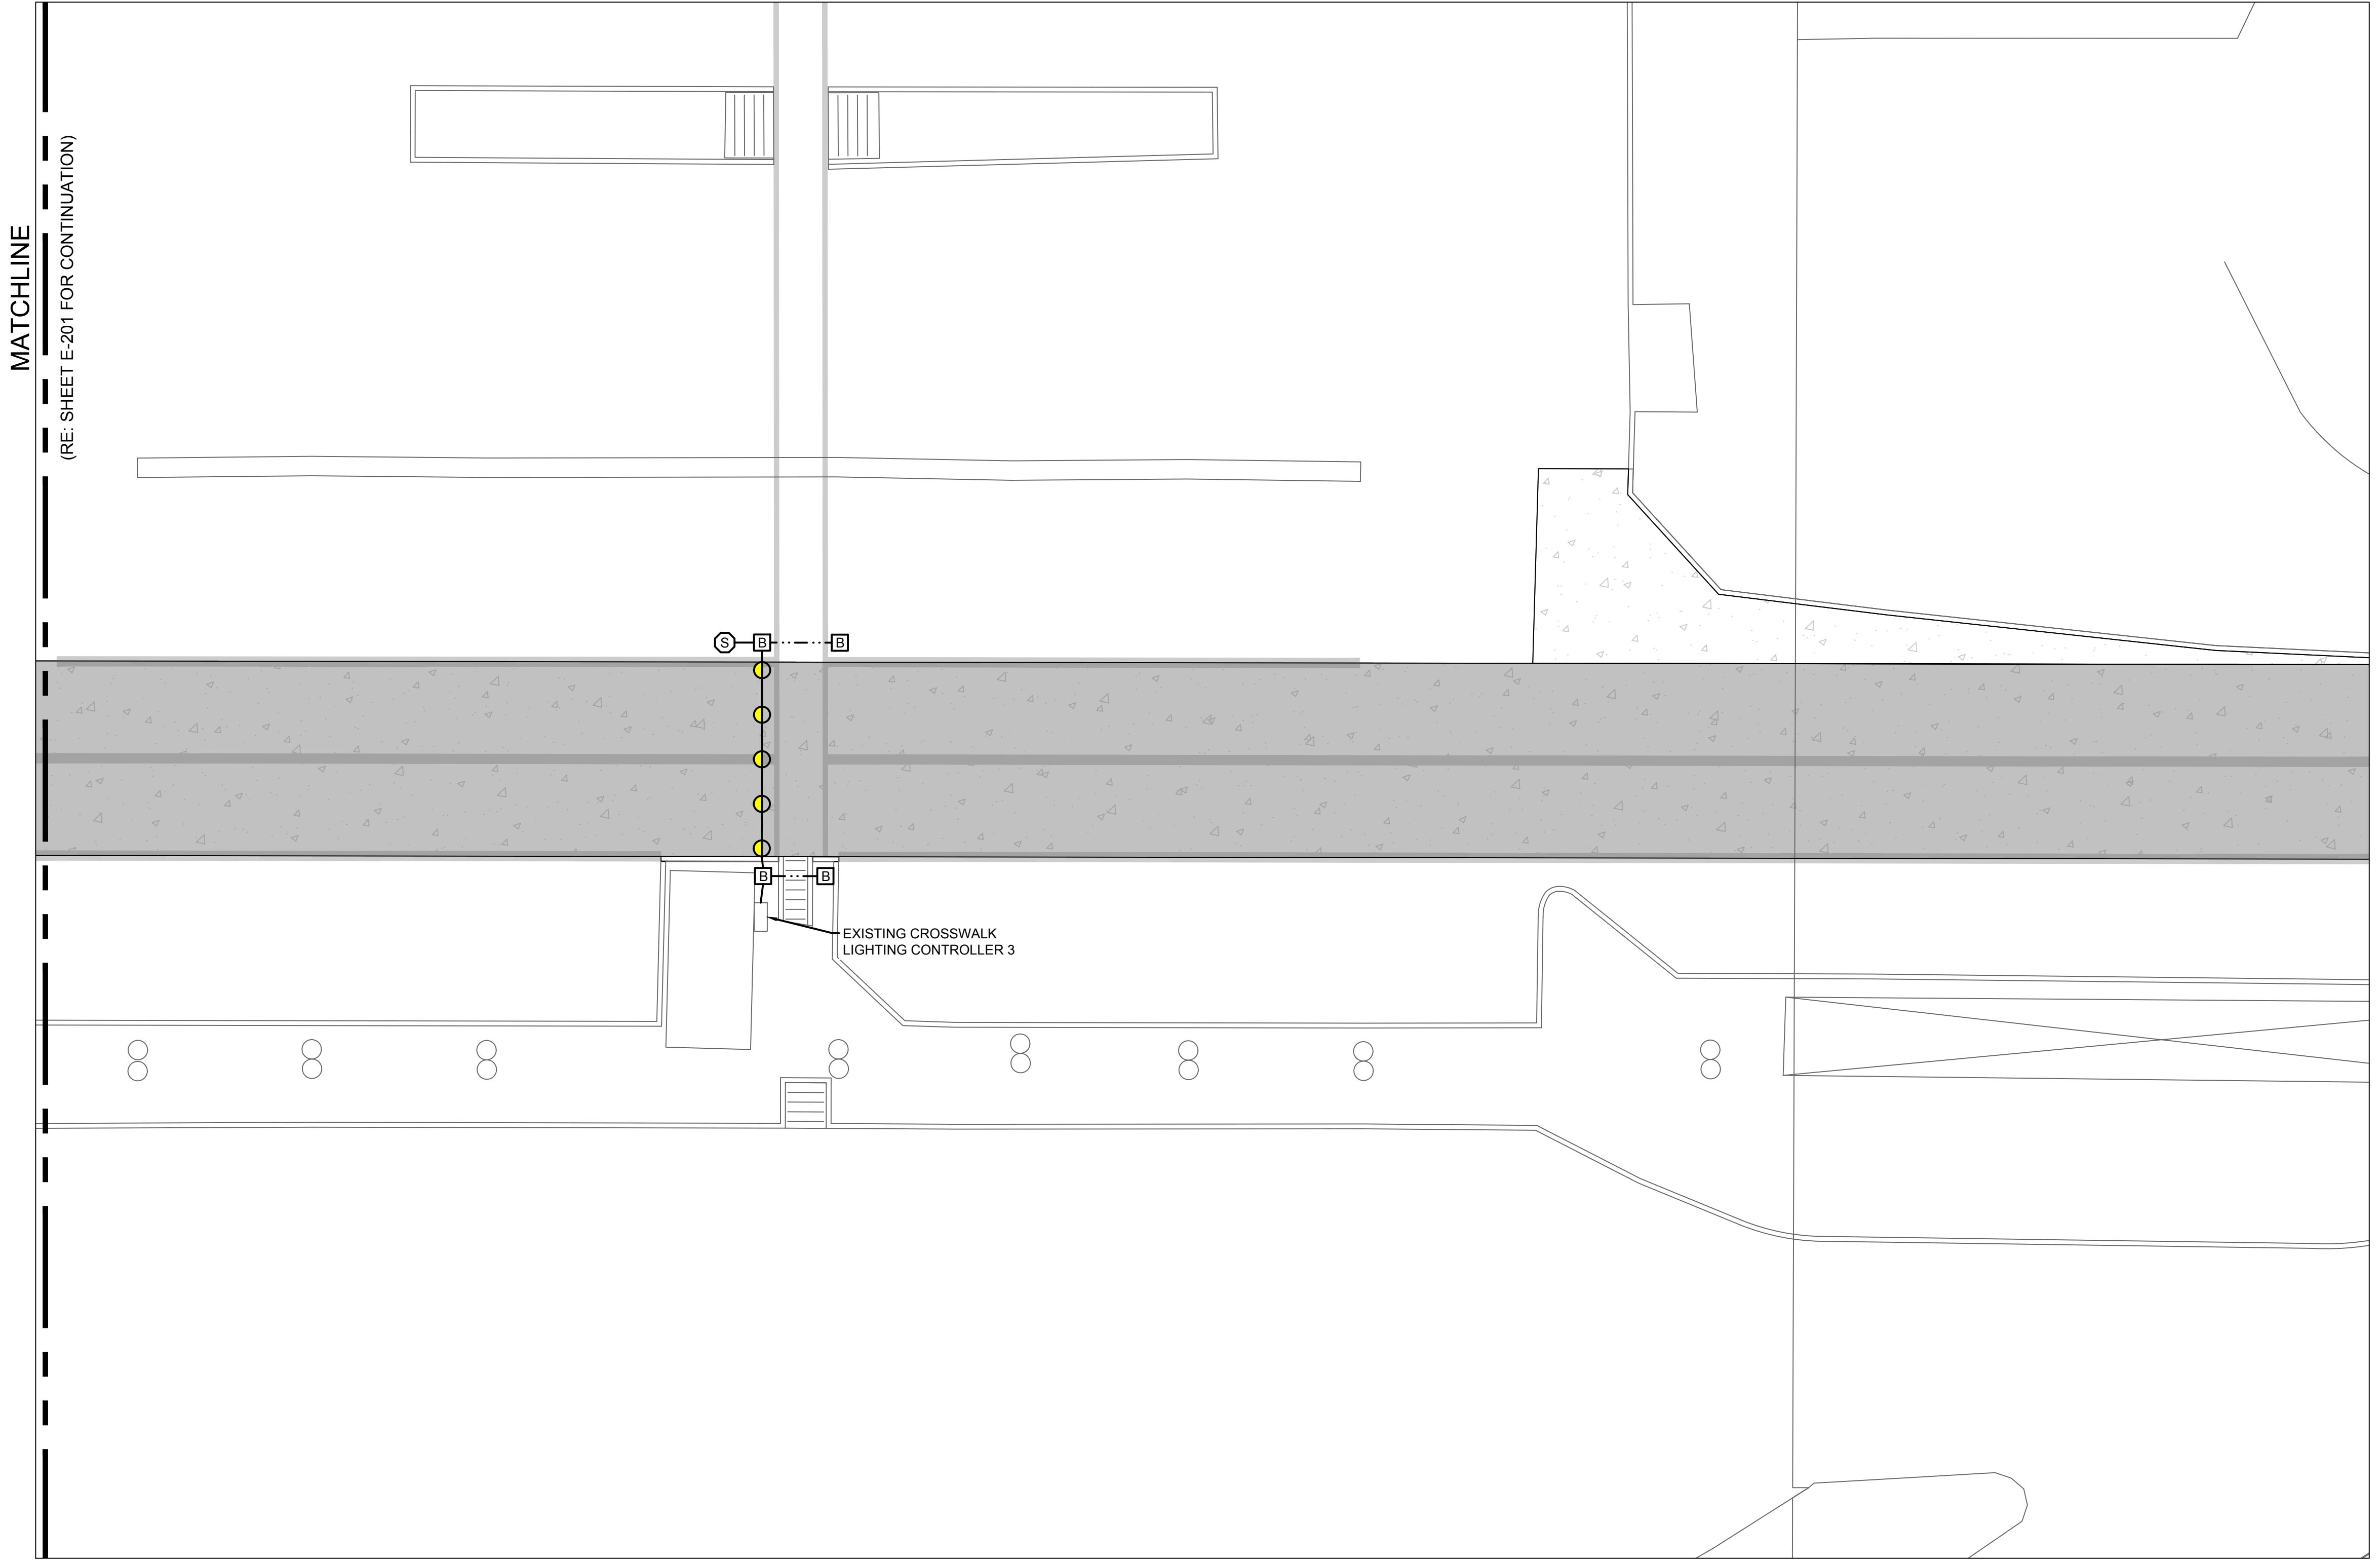 MATCHLINE
(RE: SHEET E-201 FOR CONTINUATION)
S B B
B B
EXISTING CROSSWALK
LIGHTING CONTROLLER 3